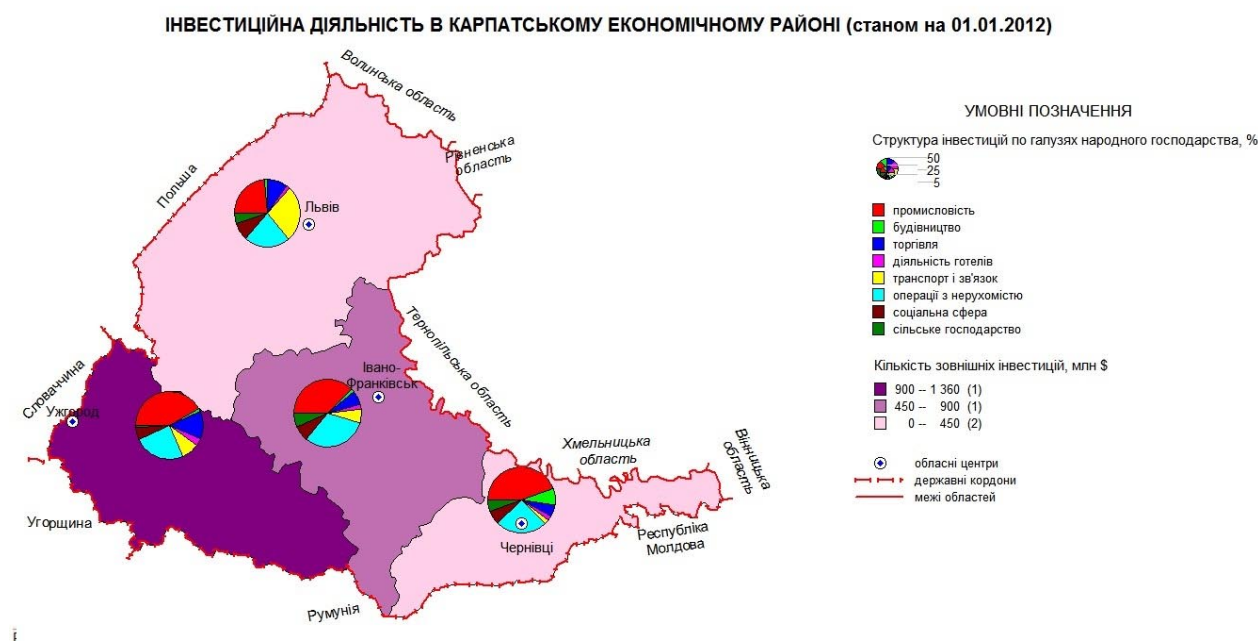 ІНВЕСТИЦІЙНА ДІЯЛЬНІСТЬ В КАРПАТСЬКОМУ ЕКОНОМІЧНОМУ РАЙОНІ (станом на 01.01.2012)
Волинська область
Рівненська
область
Польша
Львів
Тернопільська область
Івано-
Франківськ
Словаччина
Ужгород
Хмельницька
область
Вінницька
область
Угорщина
Чернівці
Республіка
Молдова
Румунія
УМОВНІ ПОЗНАЧЕННЯ
Структура інвестицій по галузях народного господарства, %
50
25
5
промисловість
будівництво
торгівля
діяльність готелів
транспорт і зв'язок
операції з нерухомістю
соціальна сфера
сільське господарство
Кількість зовнішніх інвестицій, млн $
900 -- 1 360 (1)
450 -- 900 (1)
0 -- 450 (2)
обласні центри
державні кордони
межі областей